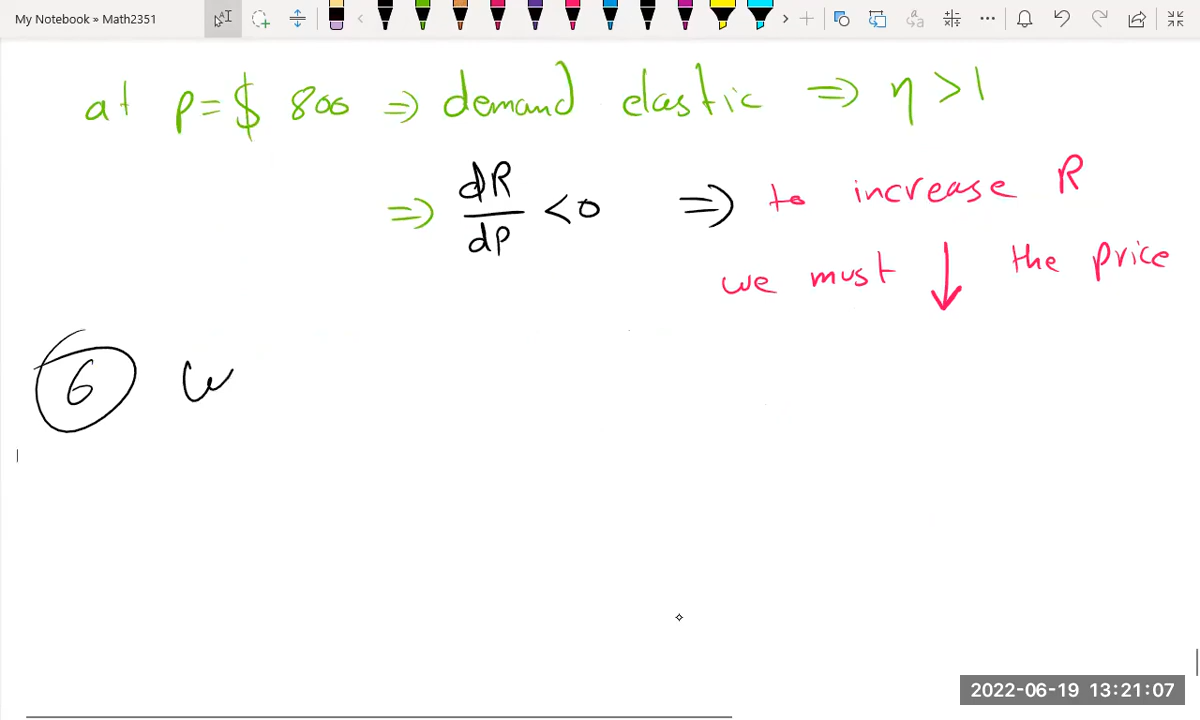 My Notebook » Math2351
at p=$ 800 ⇒ demand elastic ⇒ η>1
⇒ dR/dp <0 ⇒ to increase R
we must ↓ the price
6
2022-06-19 13:21:07